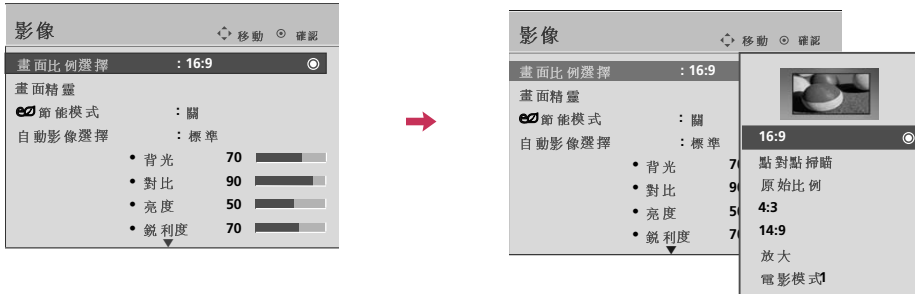 影像 移動 ⊙ 確認
畫面比例選擇 : 16:9
畫面精靈
節能模式 : 關
自動影像選擇 : 標準
• 背光 70
• 對比 90
• 亮度 50
• 銳利度 70
影像 移動 ⊙ 確認
畫面比例選擇 : 16:9
畫面精靈
節能模式 : 關
自動影像選擇 : 標準
• 背光 7
• 對比 9
• 亮度 5
• 銳利度 7
16:9
點對點掃瞄
原始比例
4:3
14:9
放大
電影模式1